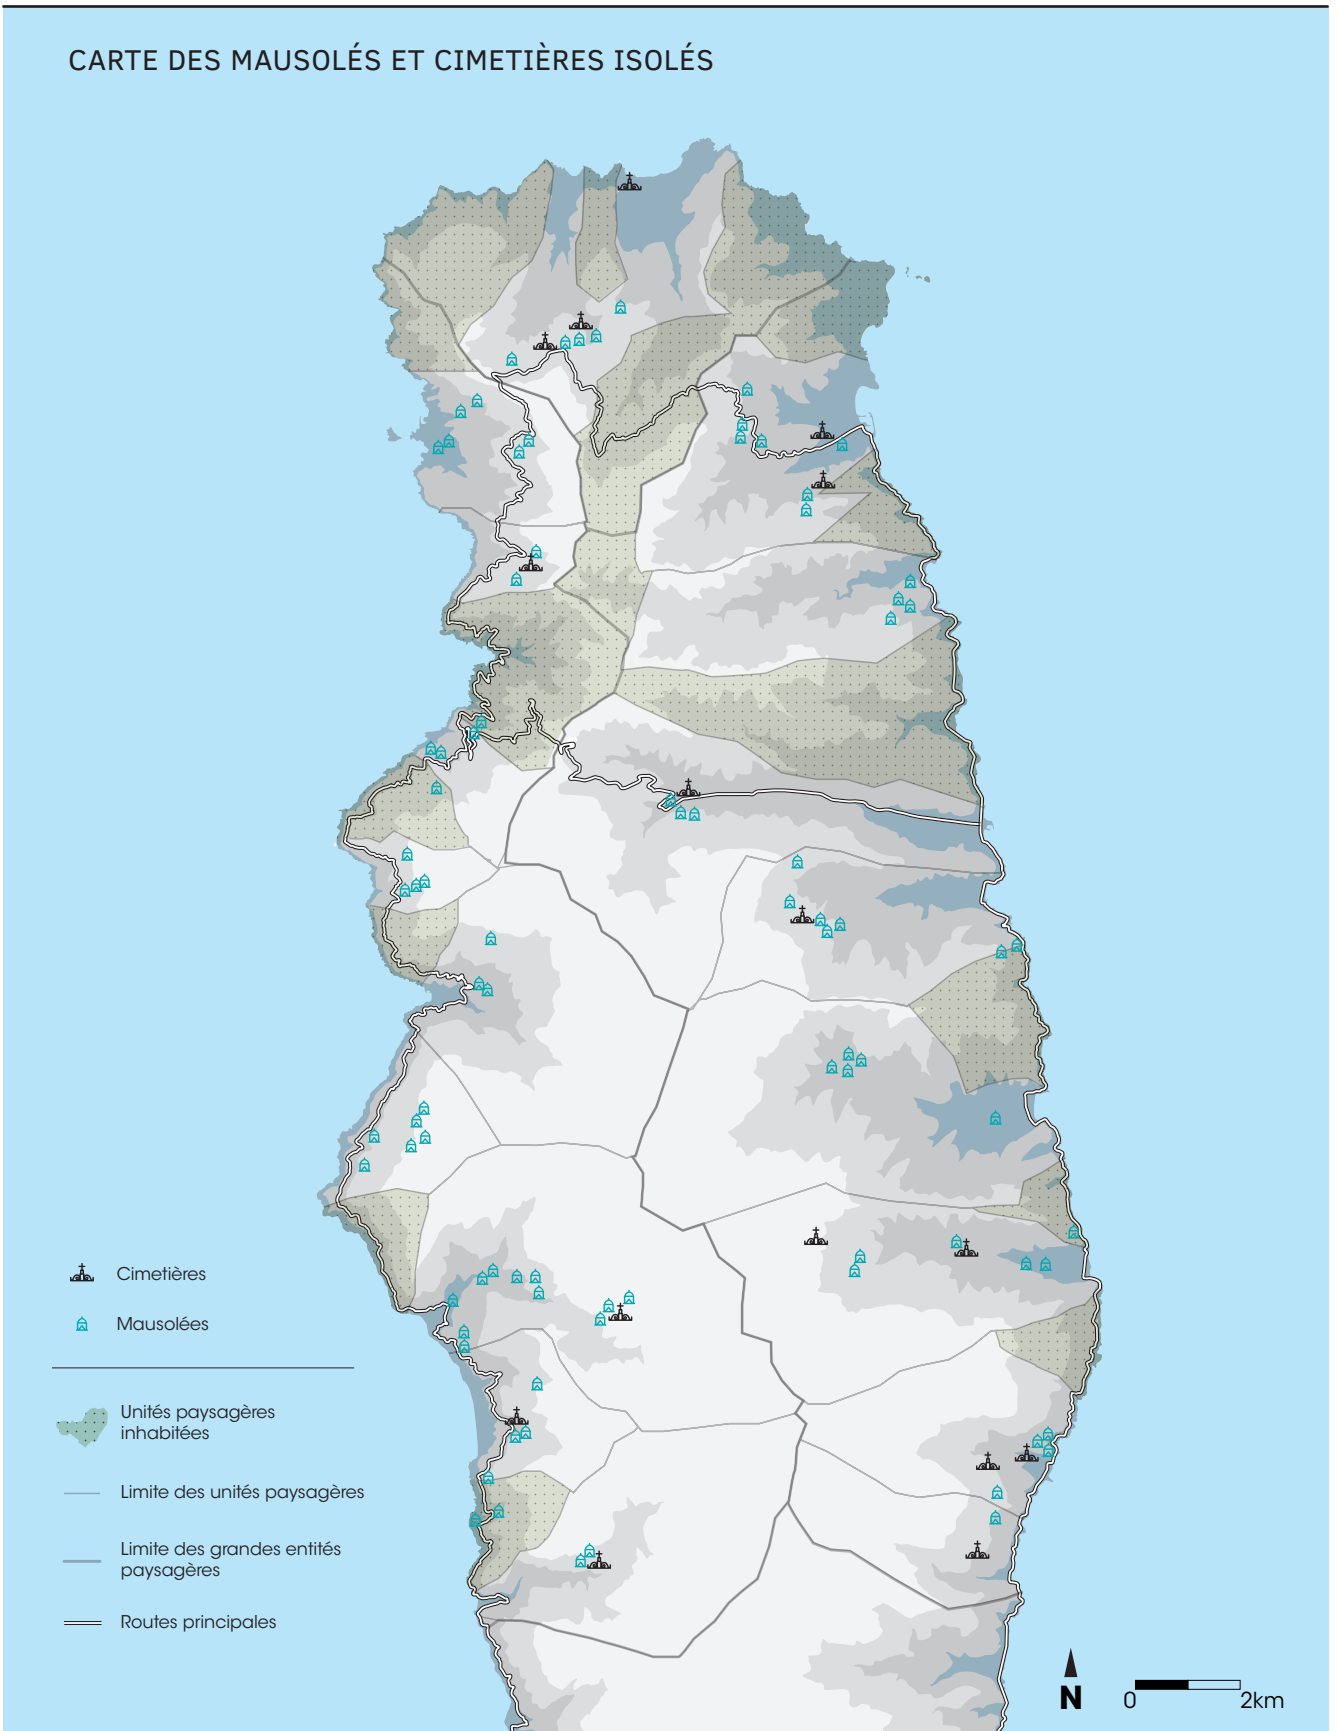 CARTE DES MAUSOLÉS ET CIMETIÈRES ISOLÉS
Cimetières
Mausolées
Unités paysagères
inhabitées
Limite des unités paysagères
Limite des grandes entités
paysagères
Routes principales
N
0 2km